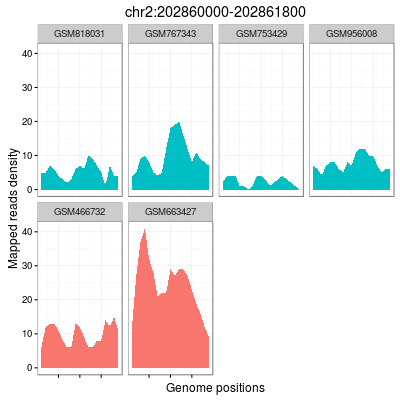 chr2:202860000-202861800
GSM818031 GSM767343 GSM753429 GSM956008
40
30
20
10
0
GSM466732 GSM663427
40
30
20
10
0
Mapped reads density
Genome positions